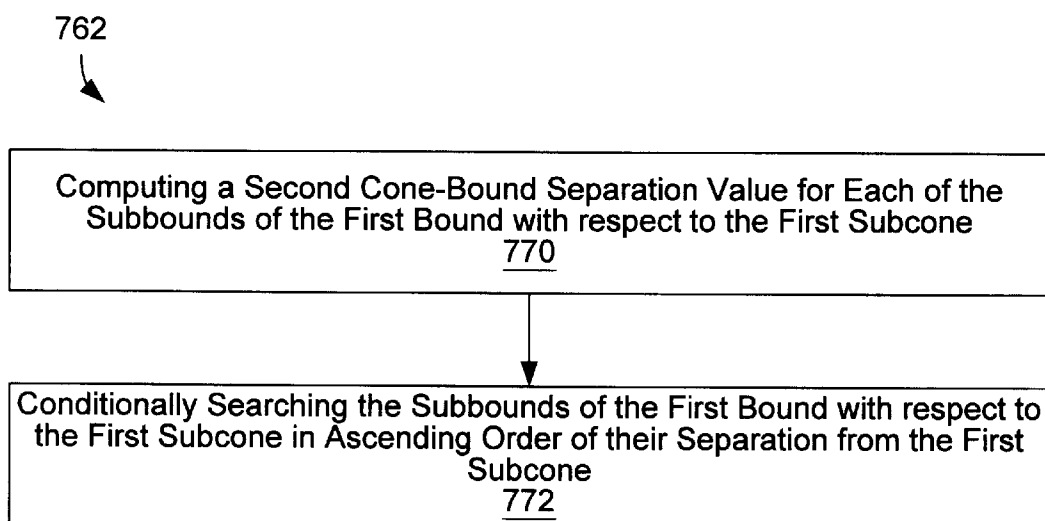 762
Computing a Second Cone-Bound Separation Value for Each of the
Subbounds of the First Bound with respect to the First Subcone
770
Conditionally Searching the Subbounds of the First Bound with respect to
the First Subcone in Ascending Order of their Separation from the First
Subcone
772